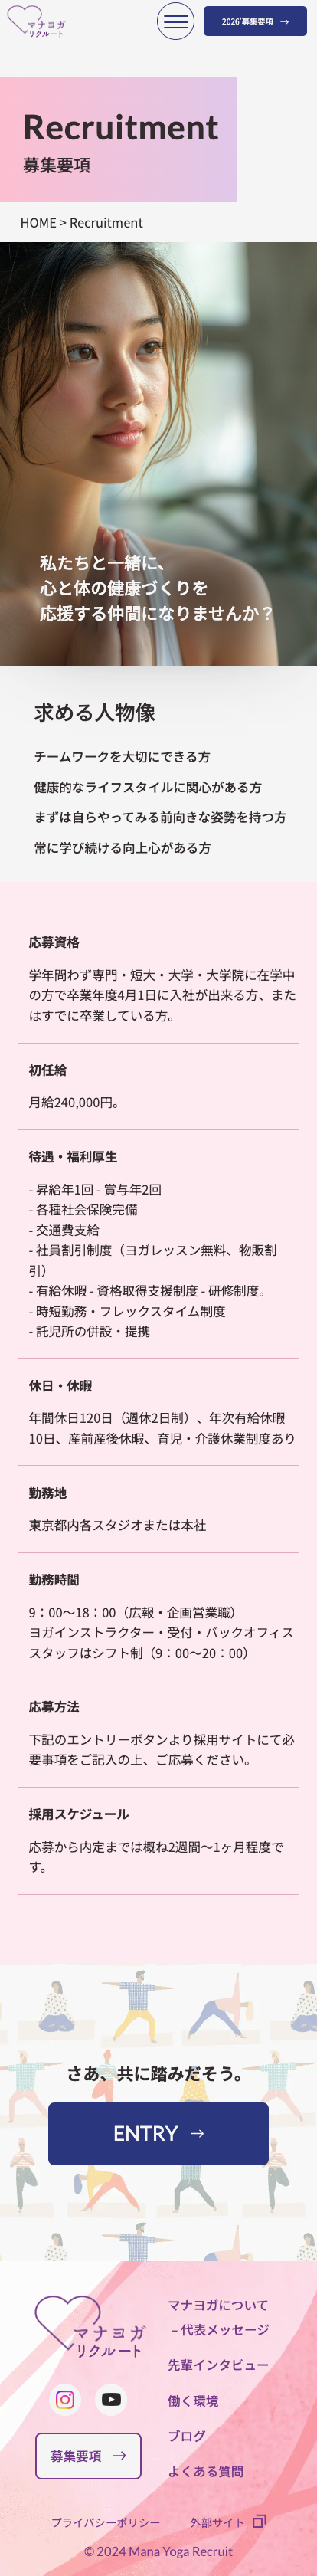 マナヨガ
リクルート
2026'募集要項 →
Recruitment
募集要項
HOME > Recruitment
私たちと一緒に、
心と体の健康づくりを
応援する仲間になりませんか？
求める人物像
チームワークを大切にできる方
健康的なライフスタイルに関心がある方
まずは自らやってみる前向きな姿勢を持つ方
常に学び続ける向上心がある方
応募資格
学年問わず専門・短大・大学・大学院に在学中
の方で卒業年度4月1日に入社が出来る方、また
はすでに卒業している方。
初任給
月給240,000円。
待遇・福利厚生
- 昇給年1回 - 賞与年2回
- 各種社会保険完備
- 交通費支給
- 社員割引制度（ヨガレッスン無料、物販割
引）
- 有給休暇 - 資格取得支援制度 - 研修制度。
- 時短勤務・フレックスタイム制度
- 託児所の併設・提携
休日・休暇
年間休日120日（週休2日制）、年次有給休暇
10日、産前産後休暇、育児・介護休業制度あり
勤務地
東京都内各スタジオまたは本社
勤務時間
9：00〜18：00（広報・企画営業職）
ヨガインストラクター・受付・バックオフィス
スタッフはシフト制（9：00〜20：00）
応募方法
下記のエントリーボタンより採用サイトにて必
要事項をご記入の上、ご応募ください。
採用スケジュール
応募から内定までは概ね2週間〜1ヶ月程度で
す。
さあ、共に踏みだそう。
ENTRY →
マナヨガ
リクルート
募集要項 →
マナヨガについて
– 代表メッセージ
先輩インタビュー
働く環境
ブログ
よくある質問
プライバシーポリシー
外部サイト
© 2024 Mana Yoga Recruit